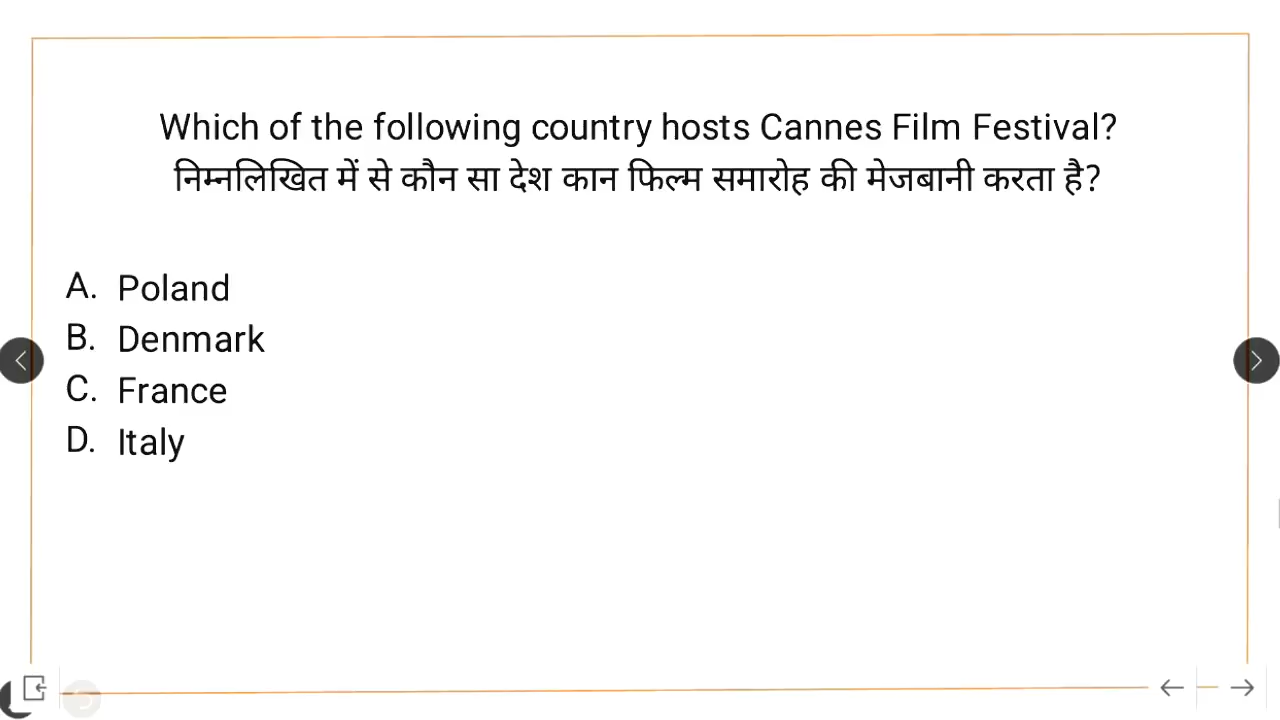 Which of the following country hosts Cannes Film Festival?
निम्नलिखित में से कौन सा देश कान फिल्म समारोह की मेजबानी करता है?
A. Poland
B. Denmark
C. France
D. Italy